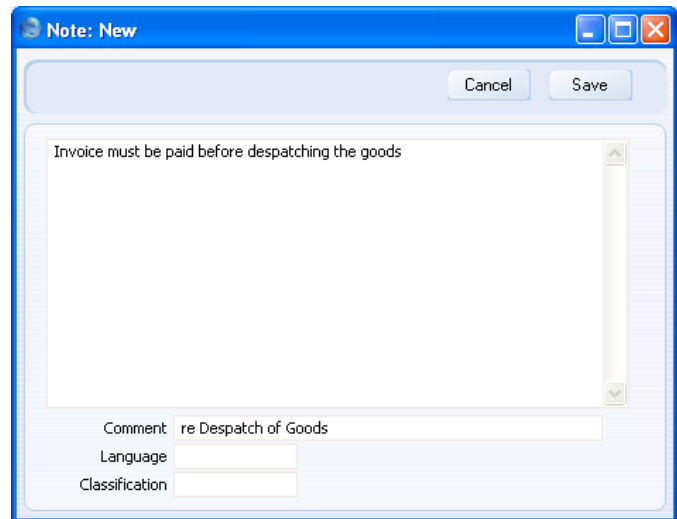 Note: New
Cancel Save
Invoice must be paid before despatching the goods
Comment re Despatch of Goods
Language
Classification